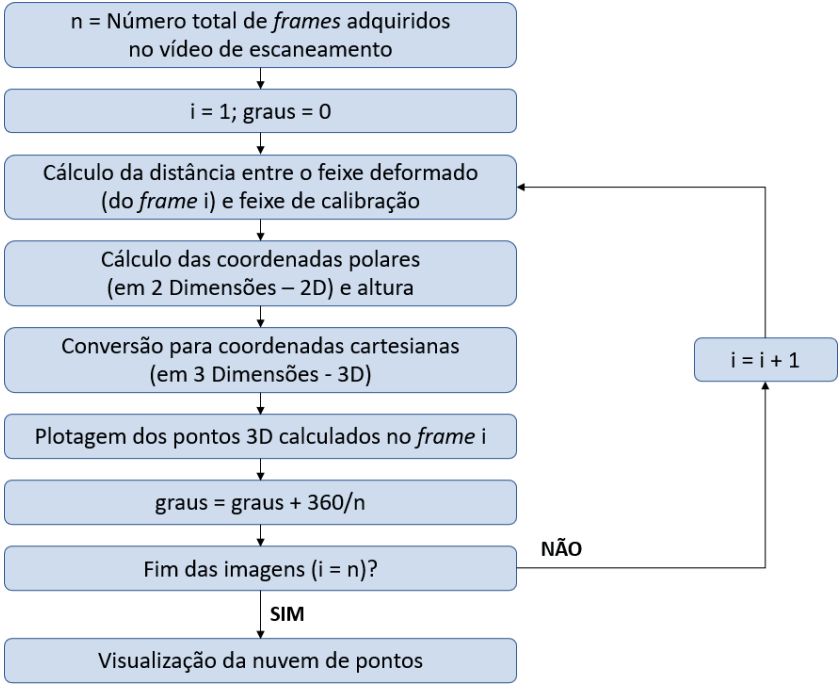 n = Número total de frames adquiridos
no vídeo de escaneamento
i = 1; graus = 0
Cálculo da distância entre o feixe deformado
(do frame i) e feixe de calibração
Cálculo das coordenadas polares
(em 2 Dimensões – 2D) e altura
Conversão para coordenadas cartesianas
(em 3 Dimensões - 3D)
i = i + 1
Plotagem dos pontos 3D calculados no frame i
graus = graus + 360/n
Fim das imagens (i = n)?
NÃO
SIM
Visualização da nuvem de pontos